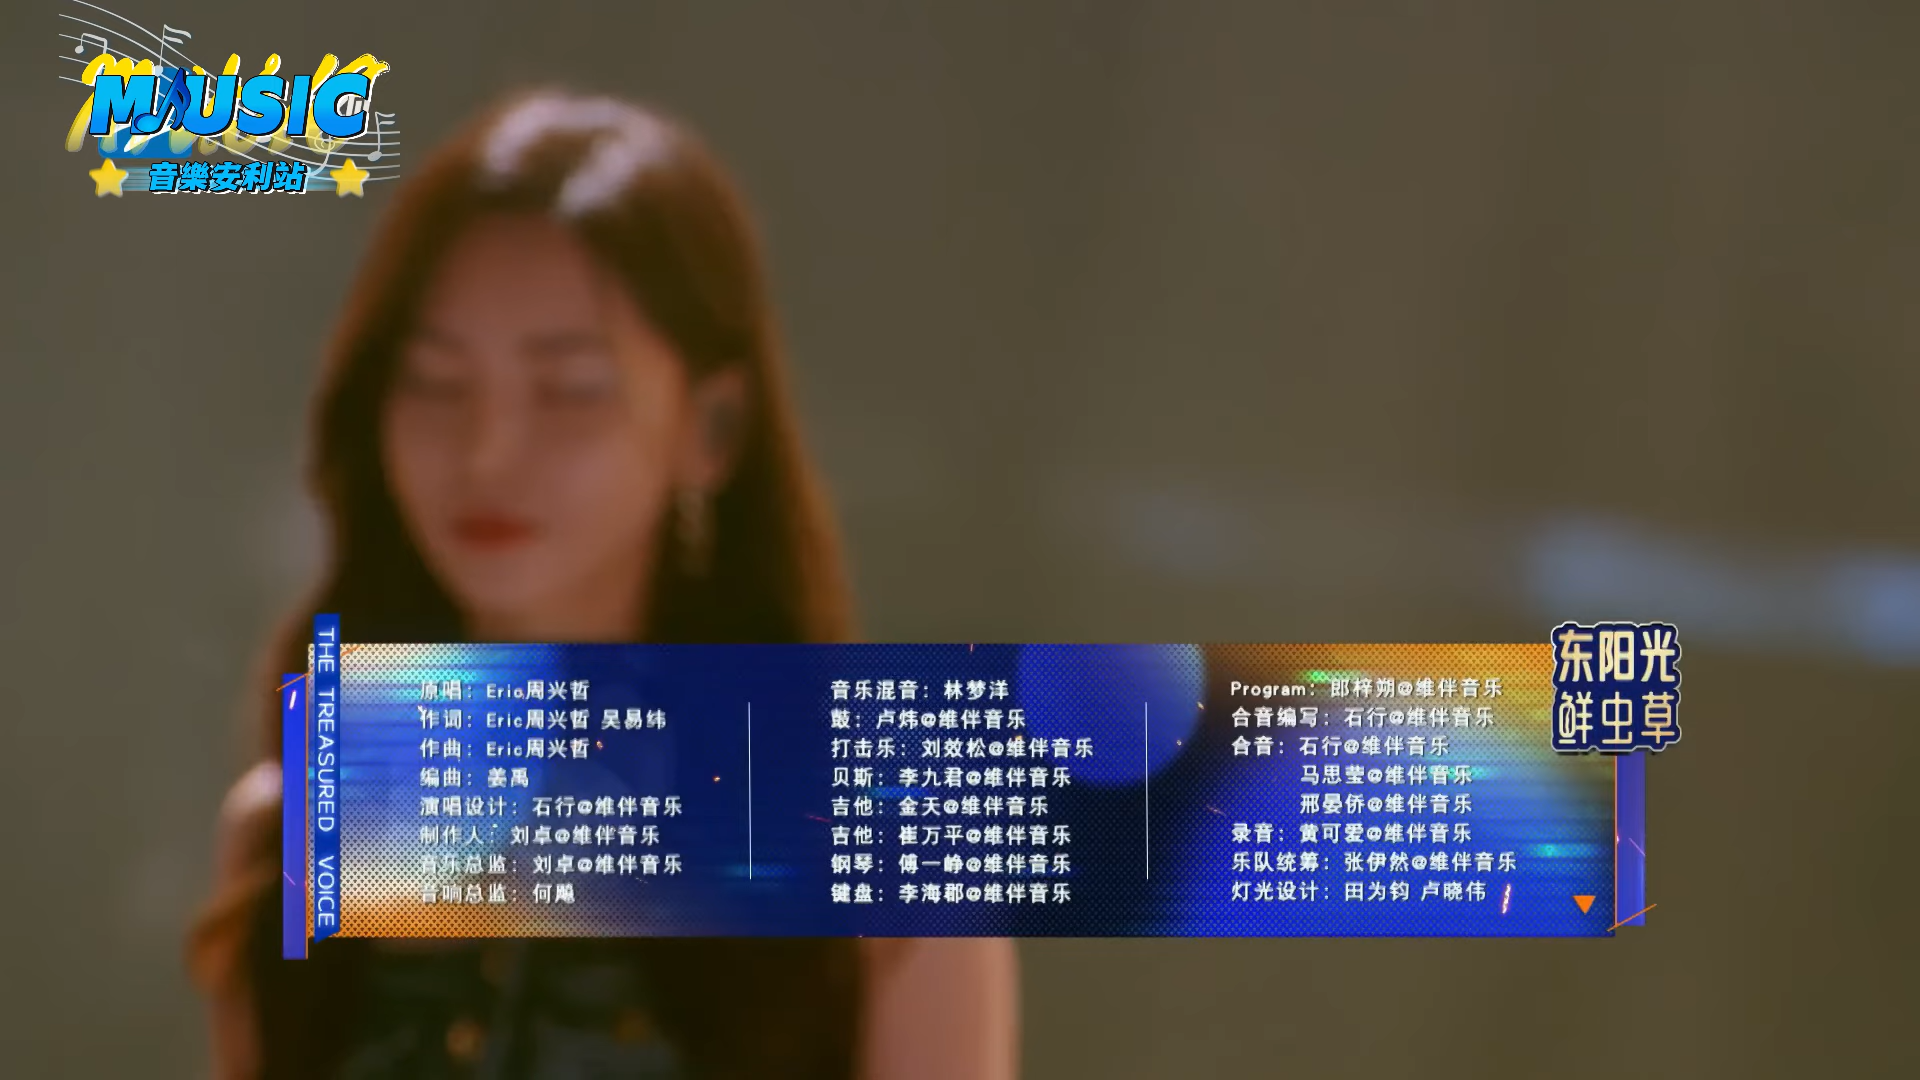 MUSIC
音樂安利站
THE TREASURED VOICE
原唱：Eric周兴哲
作词：Eric周兴哲 吴易纬
作曲：Eric周兴哲
编曲：姜禹
演唱设计：石行@维伴音乐
制作人：刘卓@维伴音乐
音乐总监：刘卓@维伴音乐
音响总监：何飚
音乐混音：林梦洋
鼓：卢炜@维伴音乐
打击乐：刘效松@维伴音乐
贝斯：李九君@维伴音乐
吉他：金天@维伴音乐
吉他：崔万平@维伴音乐
钢琴：傅一峥@维伴音乐
键盘：李海郡@维伴音乐
Program：郎梓朔@维伴音乐
合音编写：石行@维伴音乐
合音：石行@维伴音乐
马思莹@维伴音乐
邢晏侨@维伴音乐
录音：黄可爱@维伴音乐
乐队统筹：张伊然@维伴音乐
灯光设计：田为钧 卢晓伟
东阳光
鲜虫草